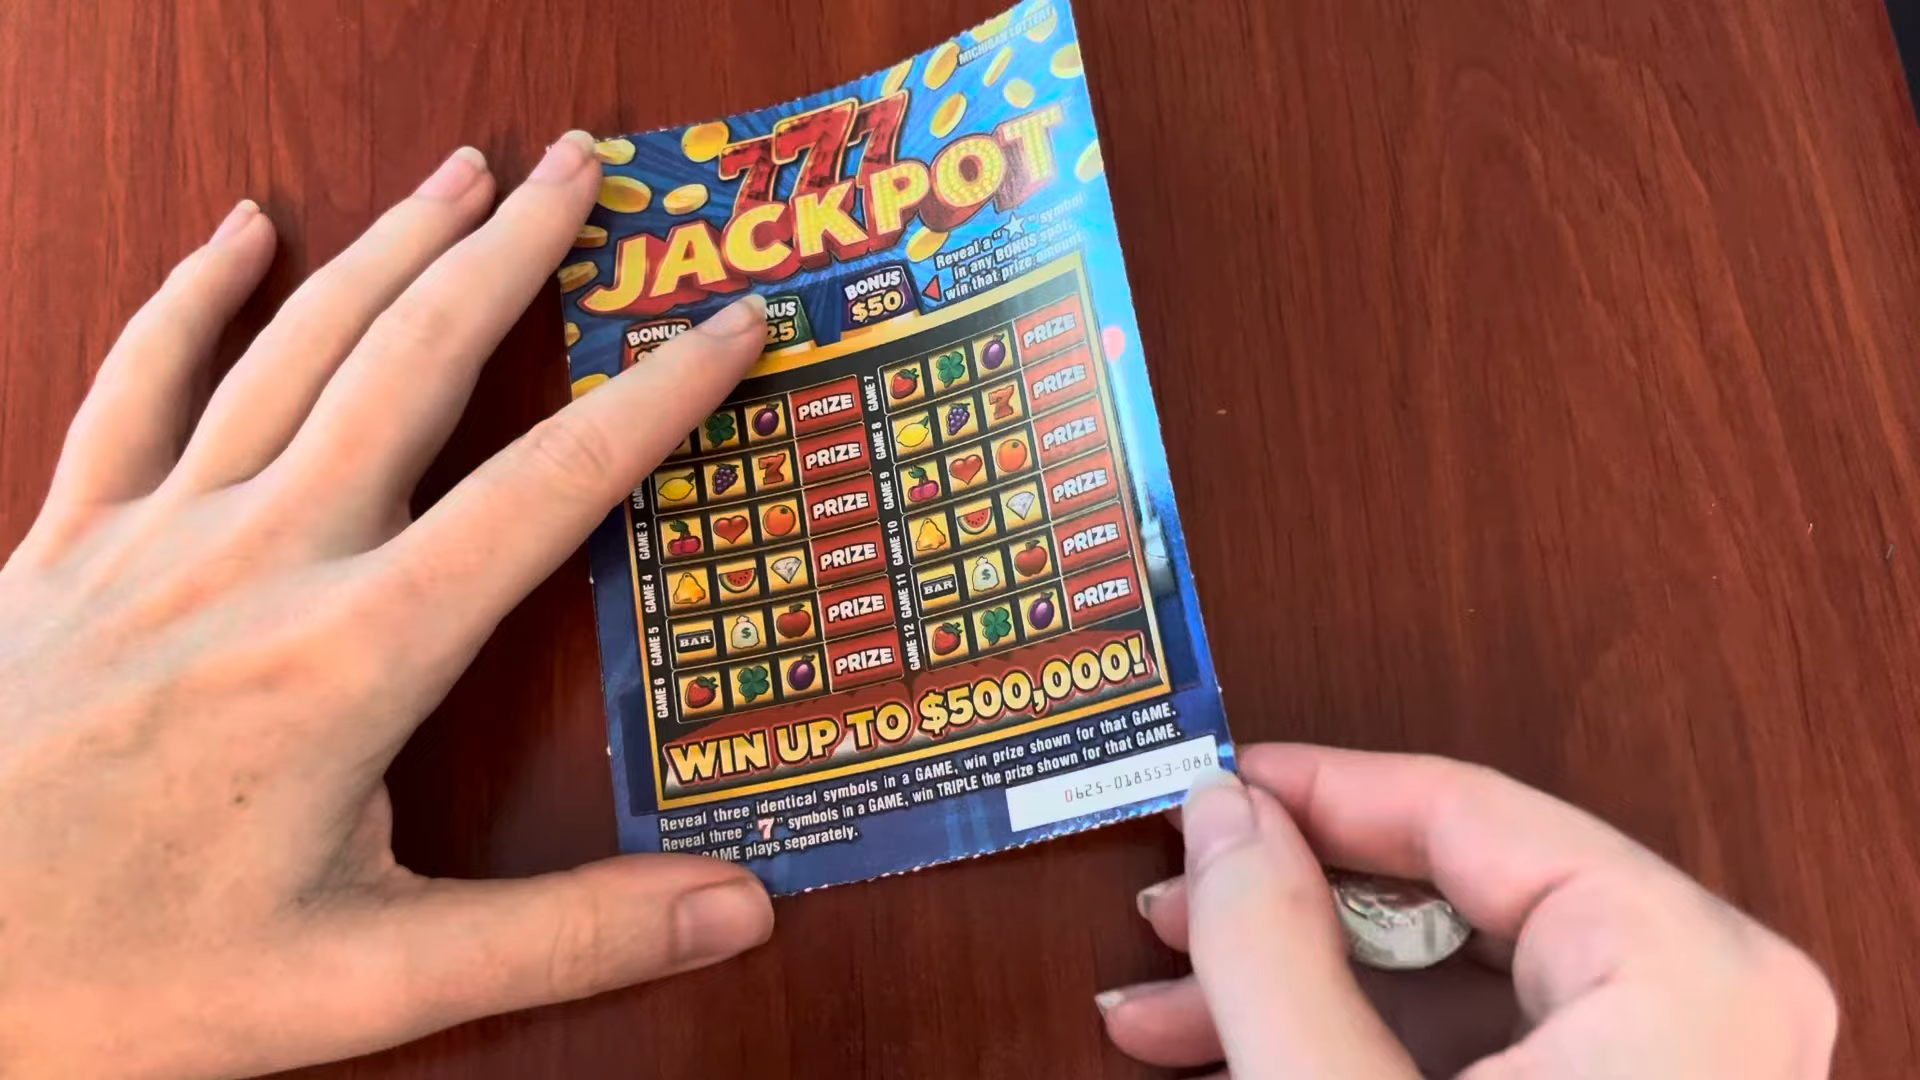 MICHIGAN LOTTERY
777
JACKPOT
Reveal a "★" symbol
in any BONUS spot,
win that prize amount.
BONUS
BONUS
$50
PRIZE
PRIZE
PRIZE
PRIZE
PRIZE
PRIZE
GAME 3
GAME 4
GAME 5
GAME 6
7
BAR
GAME 7
GAME 8
GAME 9
GAME 10
GAME 11
GAME 12
PRIZE
PRIZE
PRIZE
PRIZE
PRIZE
PRIZE
7
BAR
$
$
WIN UP TO $500,000!
Reveal three identical symbols in a GAME, win prize shown for that GAME.
Reveal three "7" symbols in a GAME, win TRIPLE the prize shown for that GAME.
GAME plays separately.
0625-018553-088